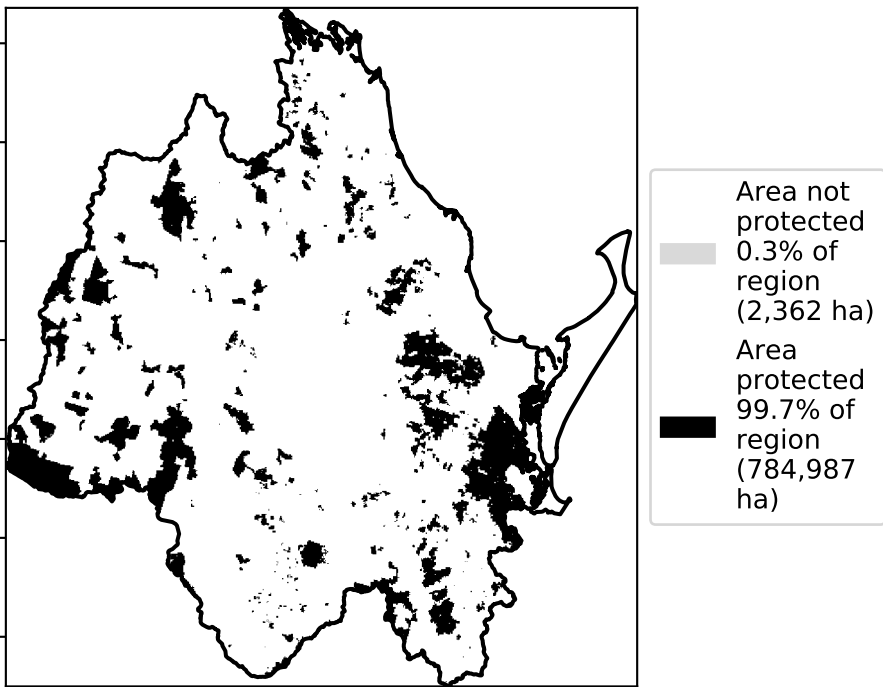 Area not
protected
0.3% of
region
(2,362 ha)
Area
protected
99.7% of
region
(784,987
ha)